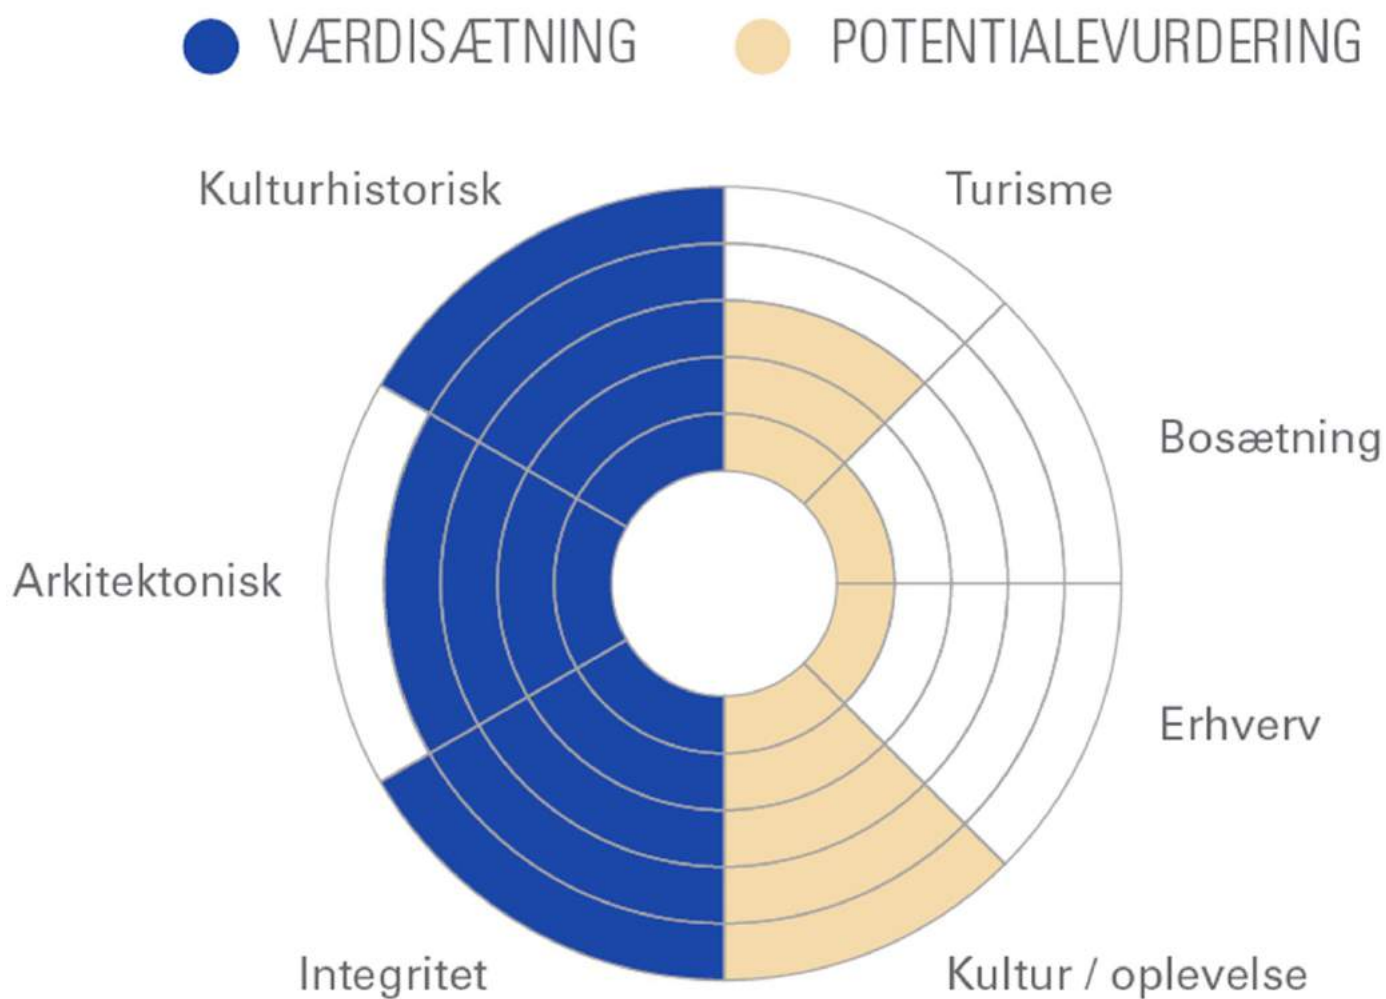 VÆRDISÆTNING
POTENTIALEVURDERING
Kulturhistorisk
Turisme
Bosætning
Arkitektonisk
Erhverv
Integritet
Kultur / oplevelse